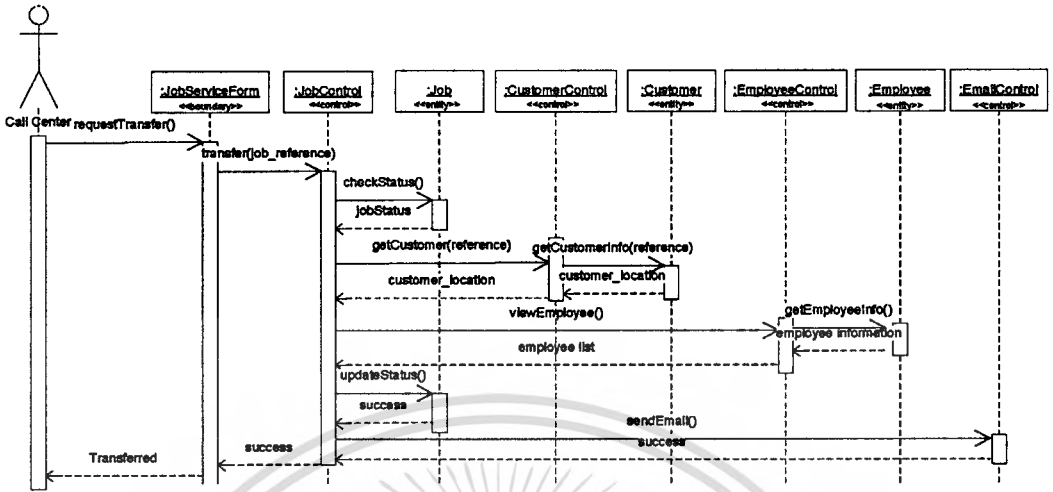 :JobServiceForm
<<boundary>>
:JobControl
<<control>>
:Job
<<entity>>
:CustomerControl
<<control>>
:Customer
<<entity>>
:EmployeeControl
<<control>>
:Employee
<<entity>>
:EmailControl
<<control>>
Call Center
requestTransfer()
transfer(job_reference)
checkStatus()
jobStatus
getCustomer(reference)
getCustomerInfo(reference)
customer_location
customer_location
viewEmployee()
getEmployeeInfo()
employee information
employee list
updateStatus()
success
sendEmail()
success
success
Transferred